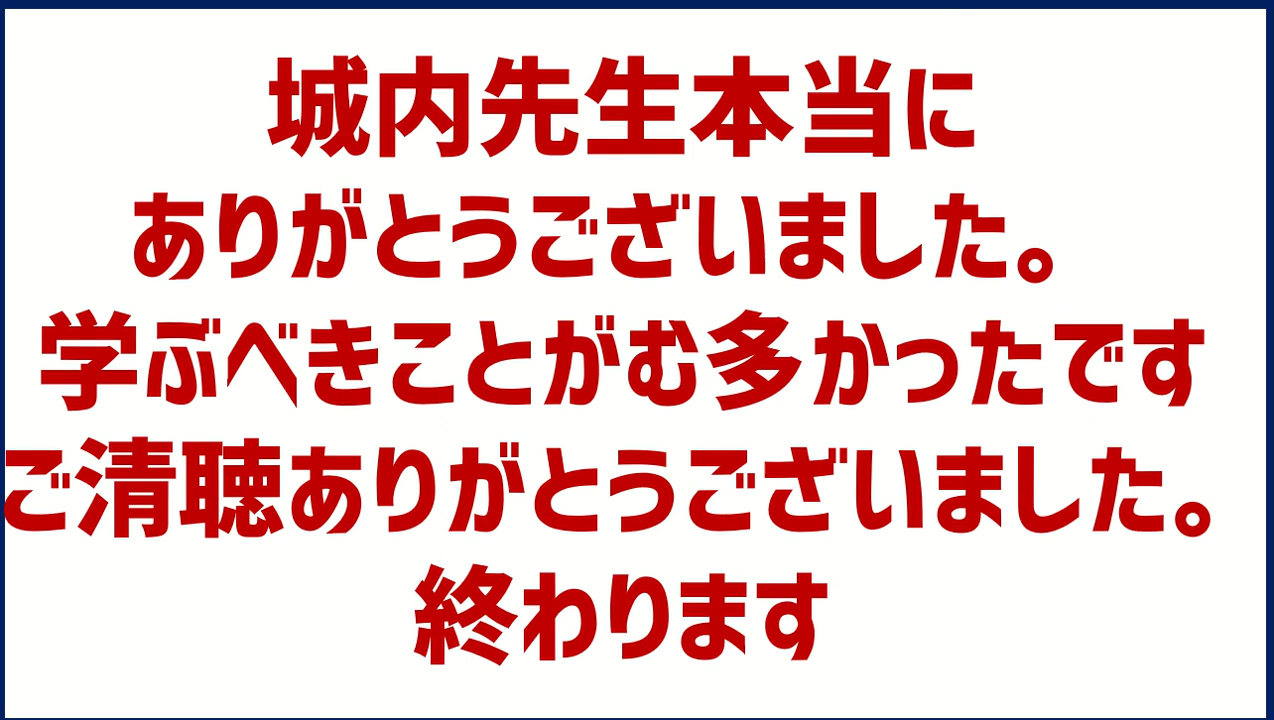 城内先生本当に
ありがとうございました。
学ぶべきことがむ多かったです
ご清聴ありがとうございました。
終わります